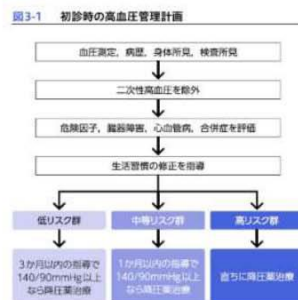 図3-1 初診時の高血圧管理計画
血圧測定，病歴，身体所見，検査所見
二次性高血圧を除外
危険因子，臓器障害，心血管病，合併症を評価
生活習慣の修正を指導
低リスク群
中等リスク群
高リスク群
3か月以内の指導で
140/90mmHg以上
なら降圧薬治療
1か月以内の指導で
140/90mmHg以上
なら降圧薬治療
直ちに降圧薬治療